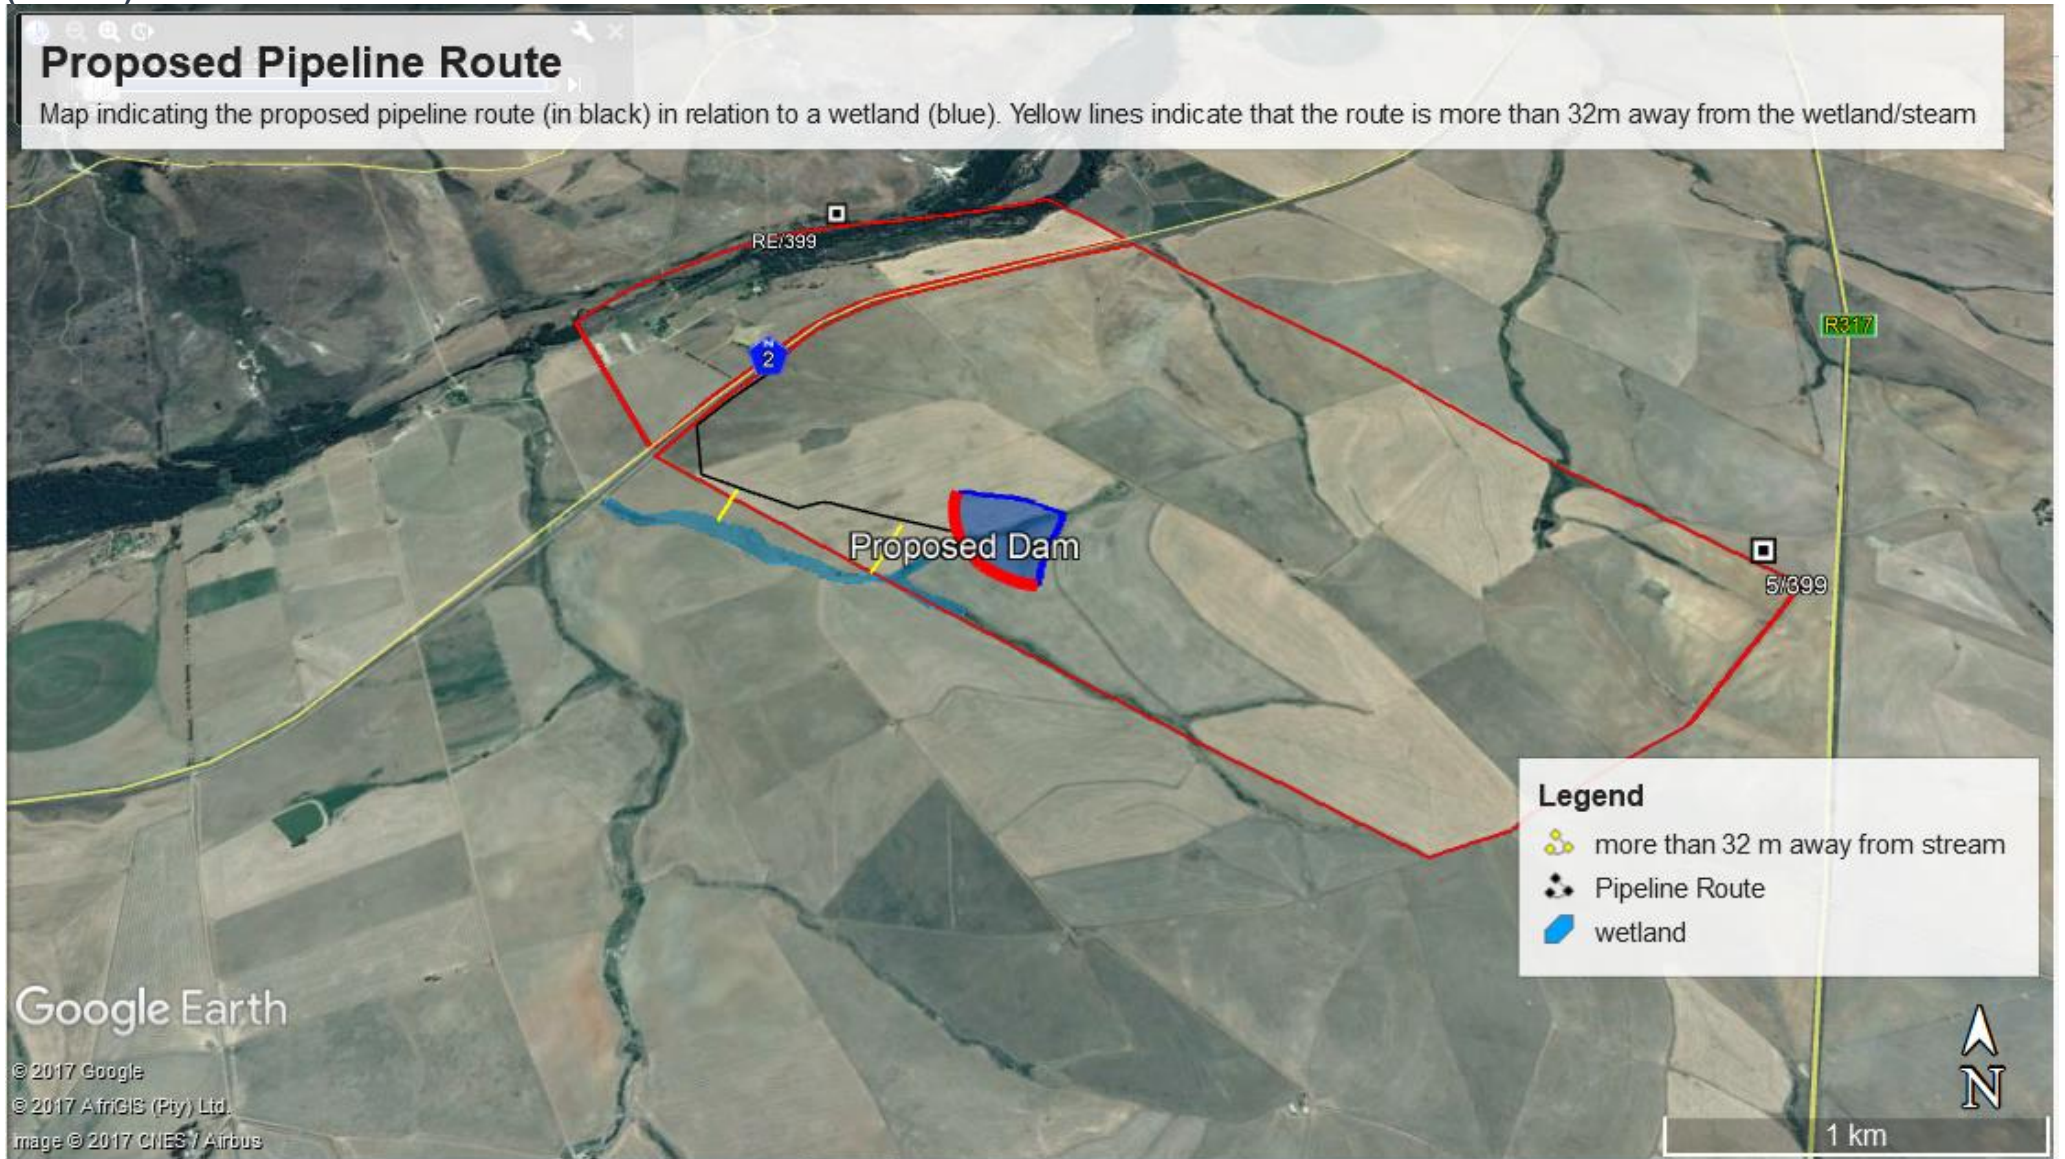 Proposed Pipeline Route
Map indicating the proposed pipeline route (in black) in relation to a wetland (blue). Yellow lines indicate that the route is more than 32m away from the wetland/steam
RE/399
R317
N
2
Proposed Dam
5/399
Legend
more than 32 m away from stream
Pipeline Route
wetland
Google Earth
© 2017 Google
© 2017 AfriGIS (Pty) Ltd.
Image © 2017 CNES / Airbus
N
1 km